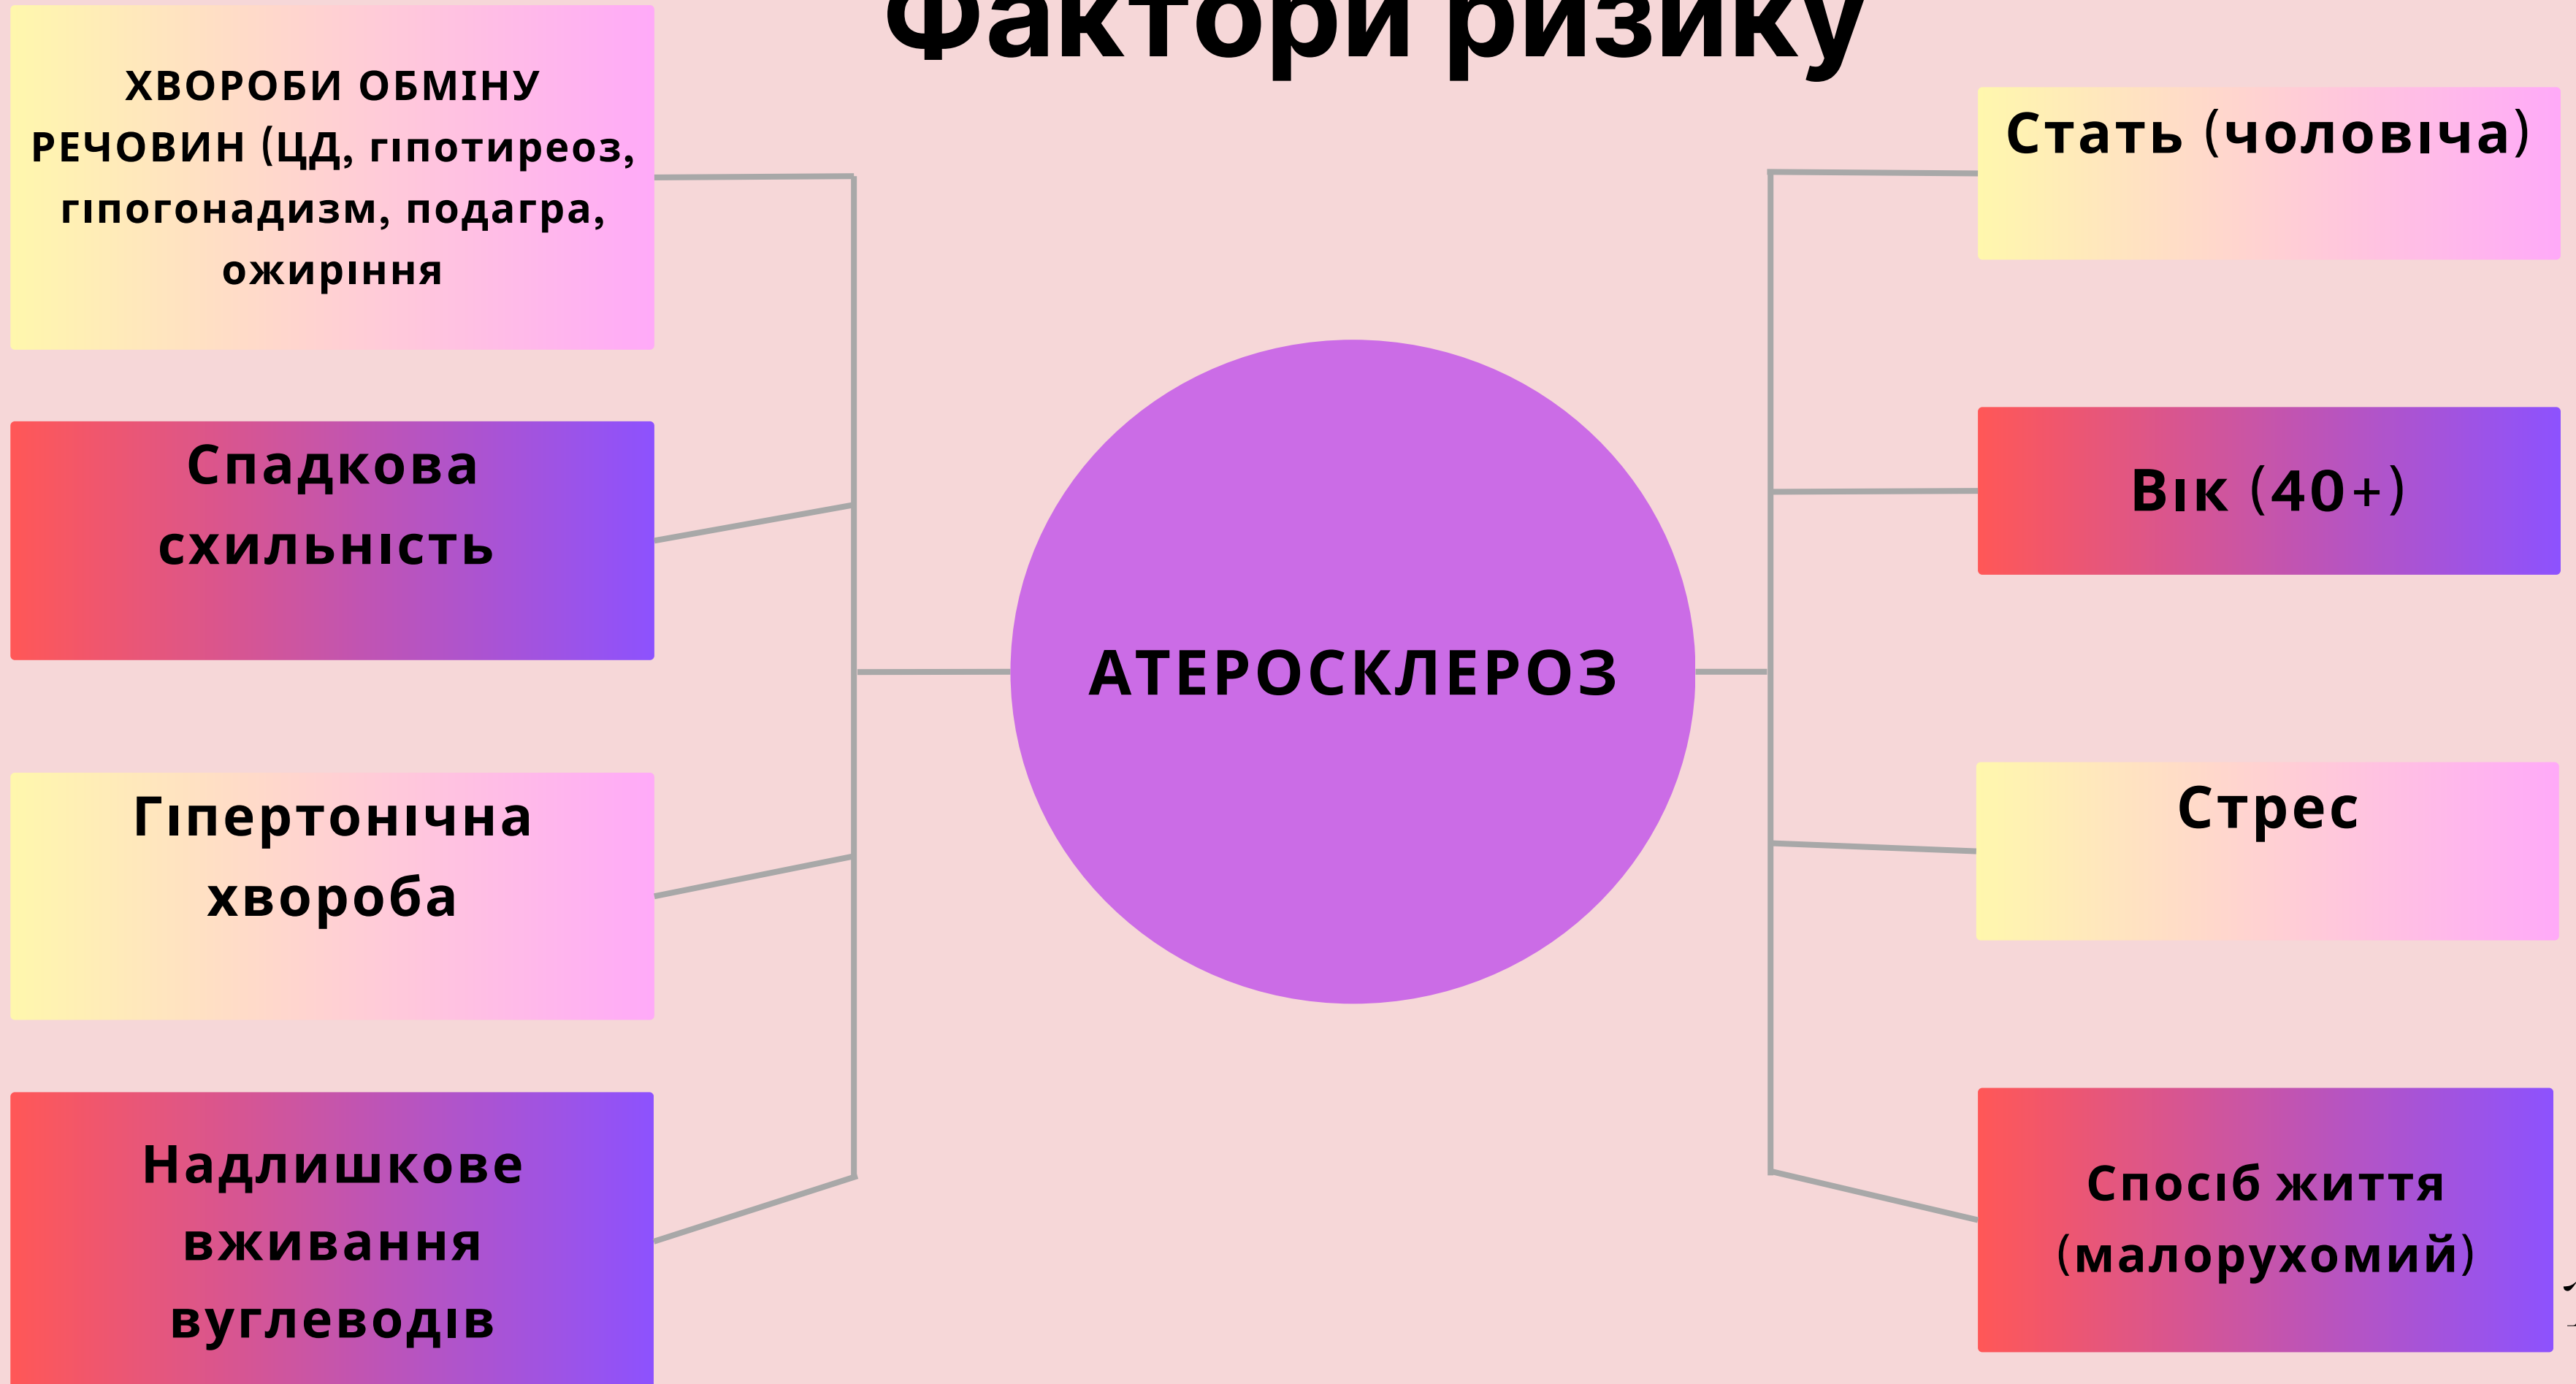 Фактори ризику
ХВОРОБИ ОБМІНУ
РЕЧОВИН (ЦД, гіпотиреоз,
гіпогонадизм, подагра,
ожиріння
Спадкова
схильність
Гіпертонічна
хвороба
Надлишкове
вживання
вуглеводів
АТЕРОСКЛЕРОЗ
Стать (чоловіча)
Вік (40+)
Стрес
Спосіб життя
(малорухомий)